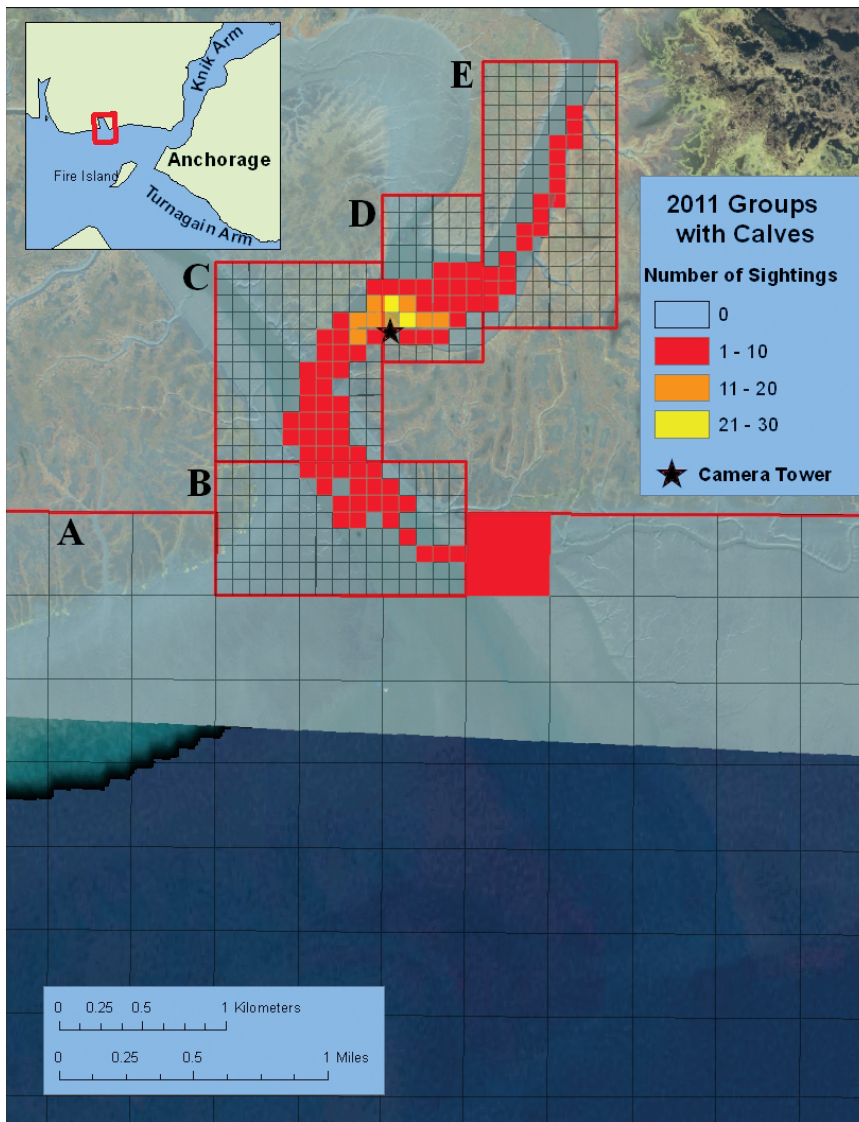 Knik Arm
Anchorage
Fire Island
Turnagain Arm
E
D
C
B
A
2011 Groups
with Calves
Number of Sightings
0
1 - 10
11 - 20
21 - 30
Camera Tower
0 0.25 0.5 1 Kilometers
0 0.25 0.5 1 Miles